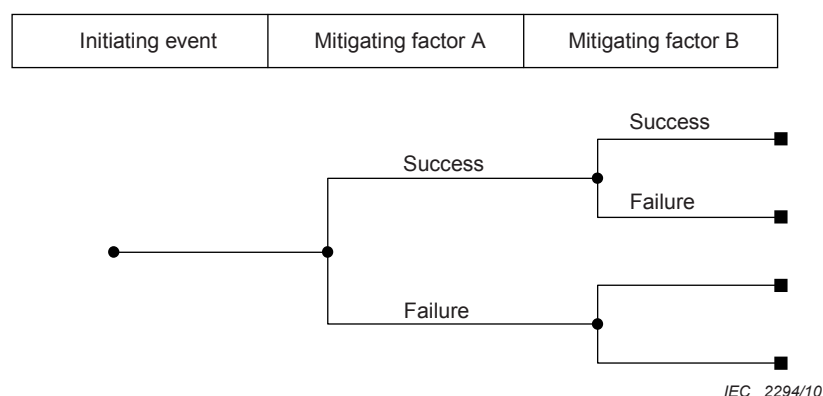 Initiating event Mitigating factor A Mitigating factor B
Success
Success
Failure
Failure
IEC 2294/10